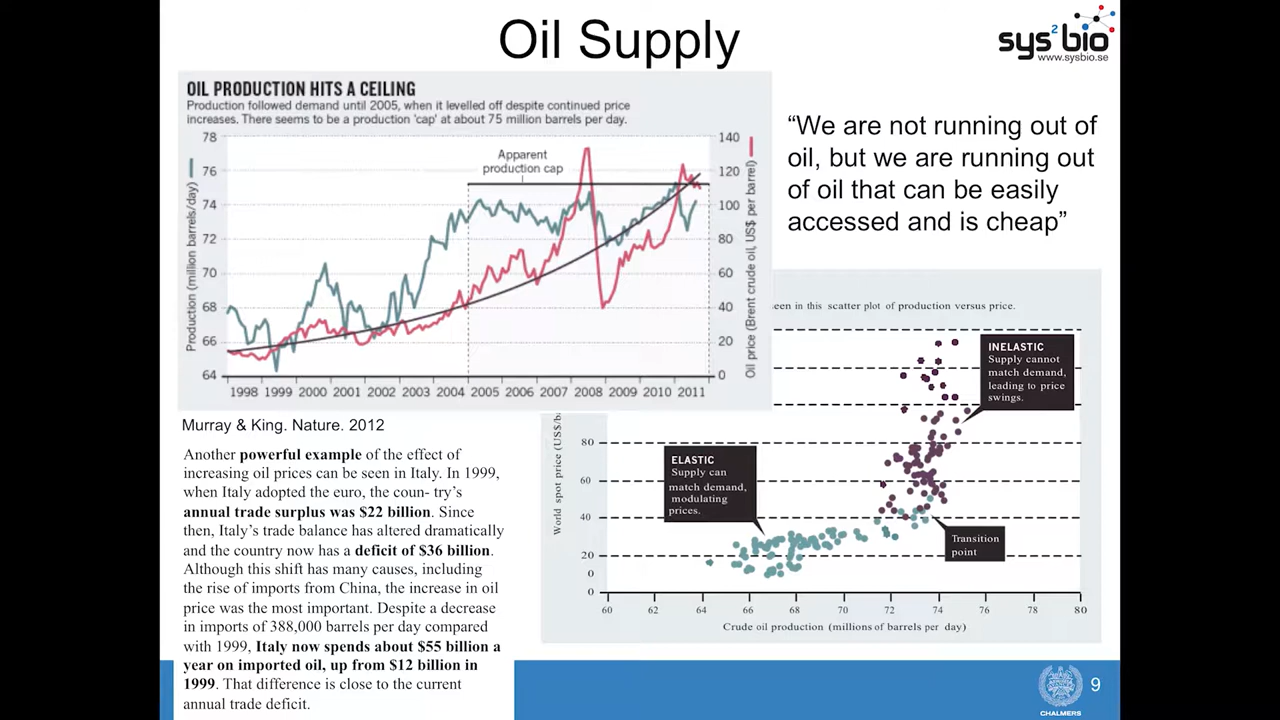 Oil Supply
sys2bio
www.sysbio.se
OIL PRODUCTION HITS A CEILING
Production followed demand until 2005, when it levelled off despite continued price
increases. There seems to be a production 'cap' at about 75 million barrels per day.
78
76
74
72
70
68
66
64
Production (million barrels/day)
Apparent
production cap
140
120
100
80
60
40
20
0
Oil price (Brent crude oil, US$ per barrel)
1998 1999 2000 2001 2002 2003 2004 2005 2006 2007 2008 2009 2010 2011
“We are not running out of
oil, but we are running out
of oil that can be easily
accessed and is cheap”
Murray & King. Nature. 2012
Another powerful example of the effect of
increasing oil prices can be seen in Italy. In 1999,
when Italy adopted the euro, the coun- try’s
annual trade surplus was $22 billion. Since
then, Italy’s trade balance has altered dramatically
and the country now has a deficit of $36 billion.
Although this shift has many causes, including
the rise of imports from China, the increase in oil
price was the most important. Despite a decrease
in imports of 388,000 barrels per day compared
with 1999, Italy now spends about $55 billion a
year on imported oil, up from $12 billion in
1999. That difference is close to the current
annual trade deficit.
seen in this scatter plot of production versus price.
World spot price (US$/b
80
60
40
20
0
0
INELASTIC
Supply cannot
match demand,
leading to price
swings.
ELASTIC
Supply can
match demand,
modulating
prices.
Transition
point
60 62 64 66 68 70 72 74 76 78 80
Crude oil production (millions of barrels per day)
CHALMERS
9